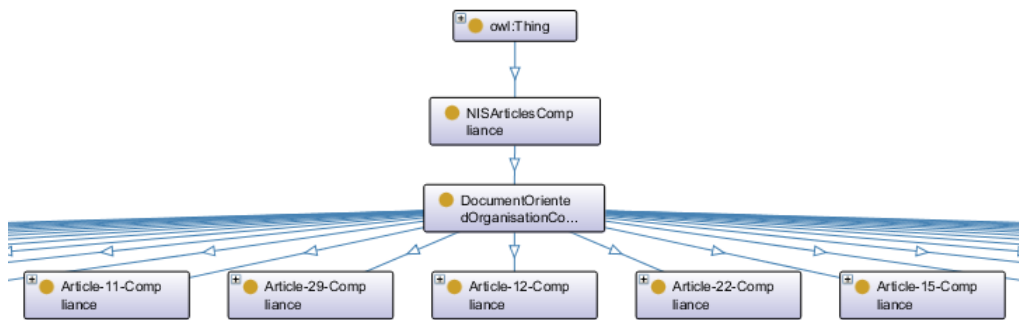 owl:Thing
NISArticlesComp
liance
DocumentOriente
dOrganisationCo...
Article-11-Comp
liance
Article-29-Comp
liance
Article-12-Comp
liance
Article-22-Comp
liance
Article-15-Comp
liance